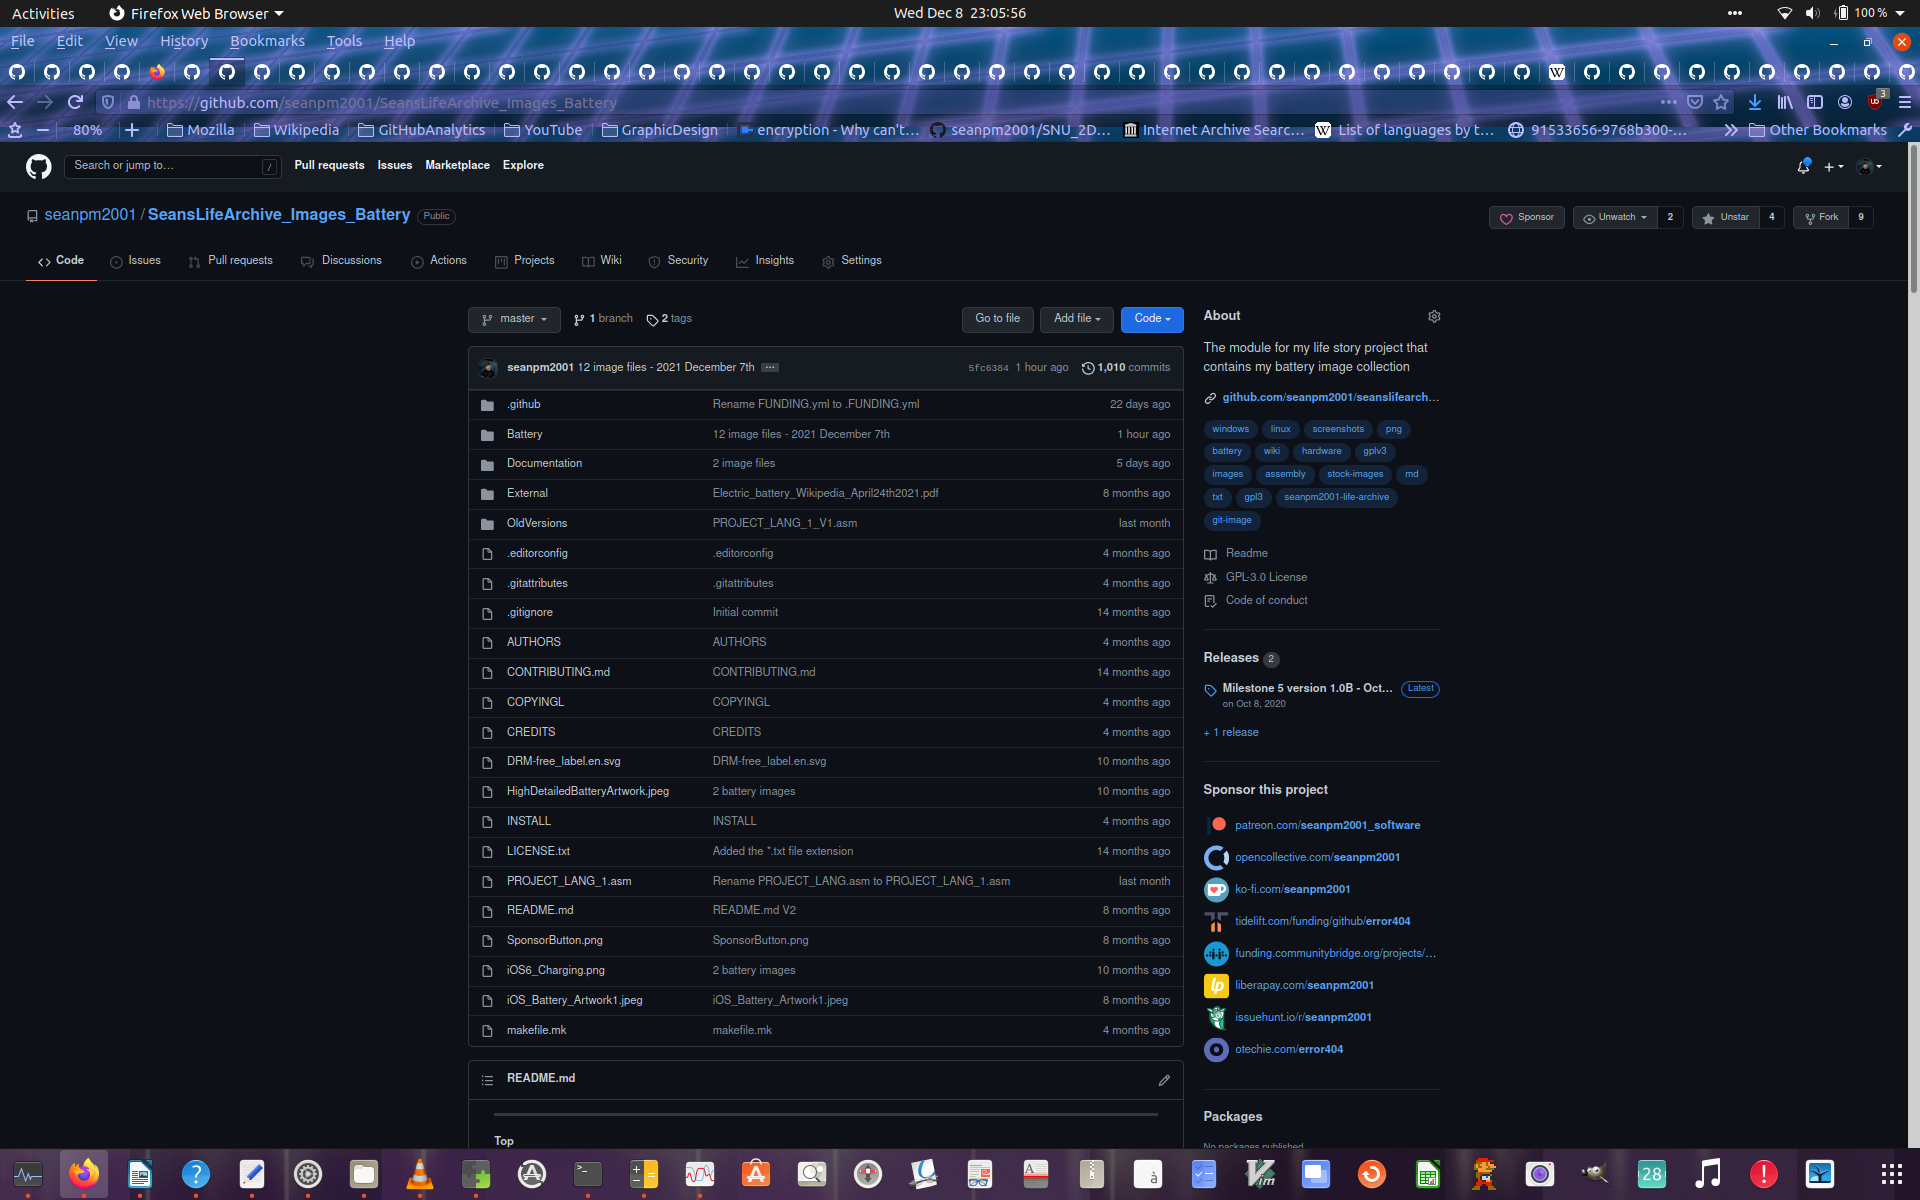 Activities Firefox Web Browser Wed Dec 8 23:05:56 100 %
File Edit View History Bookmarks Tools Help
https://github.com/seanpm2001/SeansLifeArchive_Images_Battery 3
80% Mozilla Wikipedia GitHubAnalytics YouTube GraphicDesign encryption - Why can't… seanpm2001/SNU_2D… Internet Archive Searc… List of languages by t… 91533656-9768b300-… Other Bookmarks
Search or jump to… / Pull requests Issues Marketplace Explore
seanpm2001 / SeansLifeArchive_Images_Battery Public Sponsor Unwatch 2 Unstar 4 Fork 9
Code Issues Pull requests Discussions Actions Projects Wiki Security Insights Settings
master 1 branch 2 tags Go to file Add file Code
seanpm2001 12 image files - 2021 December 7th ... 5fc6384 1 hour ago 1,010 commits
.github Rename FUNDING.yml to .FUNDING.yml 22 days ago
Battery 12 image files - 2021 December 7th 1 hour ago
Documentation 2 image files 5 days ago
External Electric_battery_Wikipedia_April24th2021.pdf 8 months ago
OldVersions PROJECT_LANG_1_V1.asm last month
.editorconfig .editorconfig 4 months ago
.gitattributes .gitattributes 4 months ago
.gitignore Initial commit 14 months ago
AUTHORS AUTHORS 4 months ago
CONTRIBUTING.md CONTRIBUTING.md 14 months ago
COPYINGL COPYINGL 4 months ago
CREDITS CREDITS 4 months ago
DRM-free_label.en.svg DRM-free_label.en.svg 10 months ago
HighDetailedBatteryArtwork.jpeg 2 battery images 10 months ago
INSTALL INSTALL 4 months ago
LICENSE.txt Added the *.txt file extension 14 months ago
PROJECT_LANG_1.asm Rename PROJECT_LANG.asm to PROJECT_LANG_1.asm last month
README.md README.md V2 8 months ago
SponsorButton.png SponsorButton.png 8 months ago
iOS6_Charging.png 2 battery images 10 months ago
iOS_Battery_Artwork1.jpeg iOS_Battery_Artwork1.jpeg 8 months ago
makefile.mk makefile.mk 4 months ago
README.md
Top
About
The module for my life story project that
contains my battery image collection
github.com/seanpm2001/seanslifearch…
windows linux screenshots png
battery wiki hardware gplv3
images assembly stock-images md
txt gpl3 seanpm2001-life-archive
git-image
Readme
GPL-3.0 License
Code of conduct
Releases 2
Milestone 5 version 1.0B - Oct… Latest
on Oct 8, 2020
+ 1 release
Sponsor this project
patreon.com/seanpm2001_software
opencollective.com/seanpm2001
ko-fi.com/seanpm2001
tidelift.com/funding/github/error404
funding.communitybridge.org/projects/…
lp liberapay.com/seanpm2001
issuehunt.io/r/seanpm2001
otechie.com/error404
Packages
No packages published
28